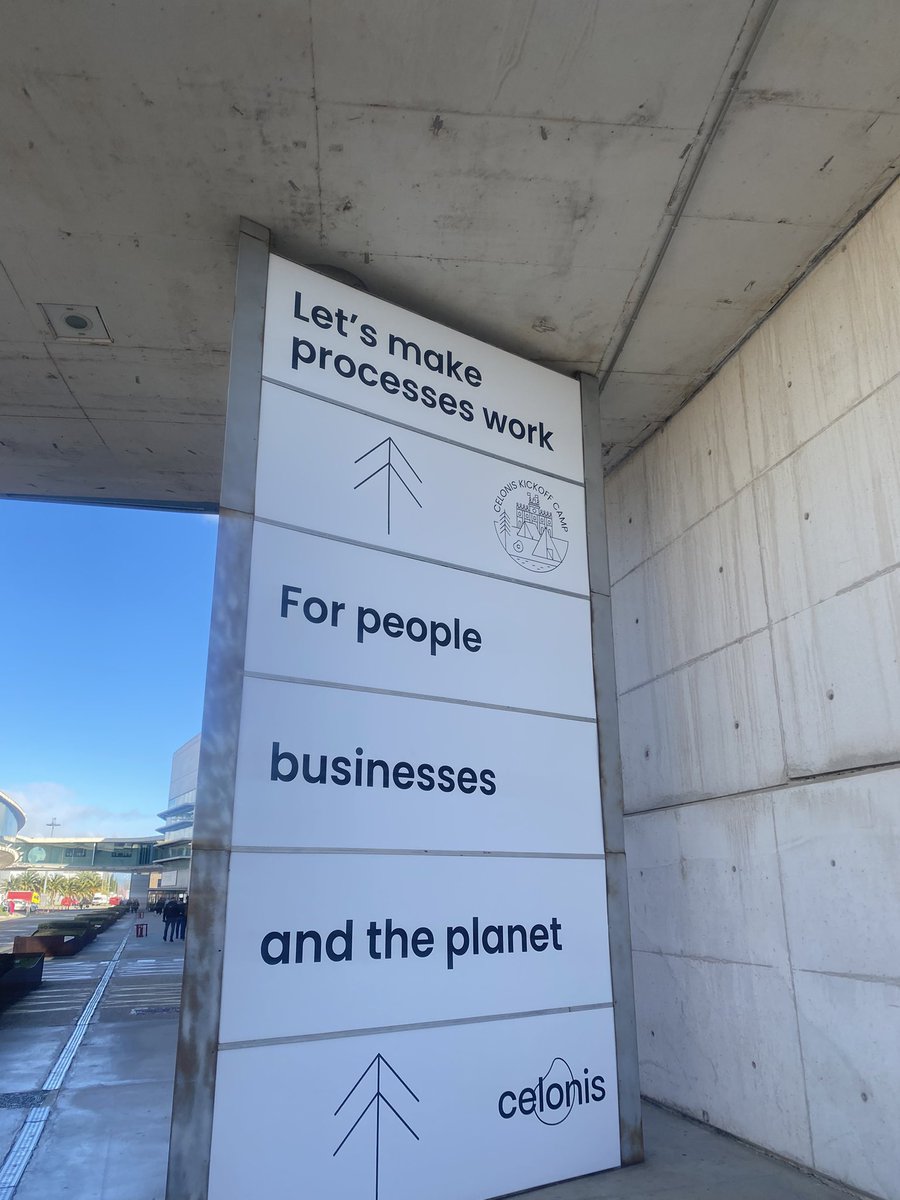 Let's make
processes work
CELONIS KICKOFF CAMP
For people
businesses
and the planet
celonis